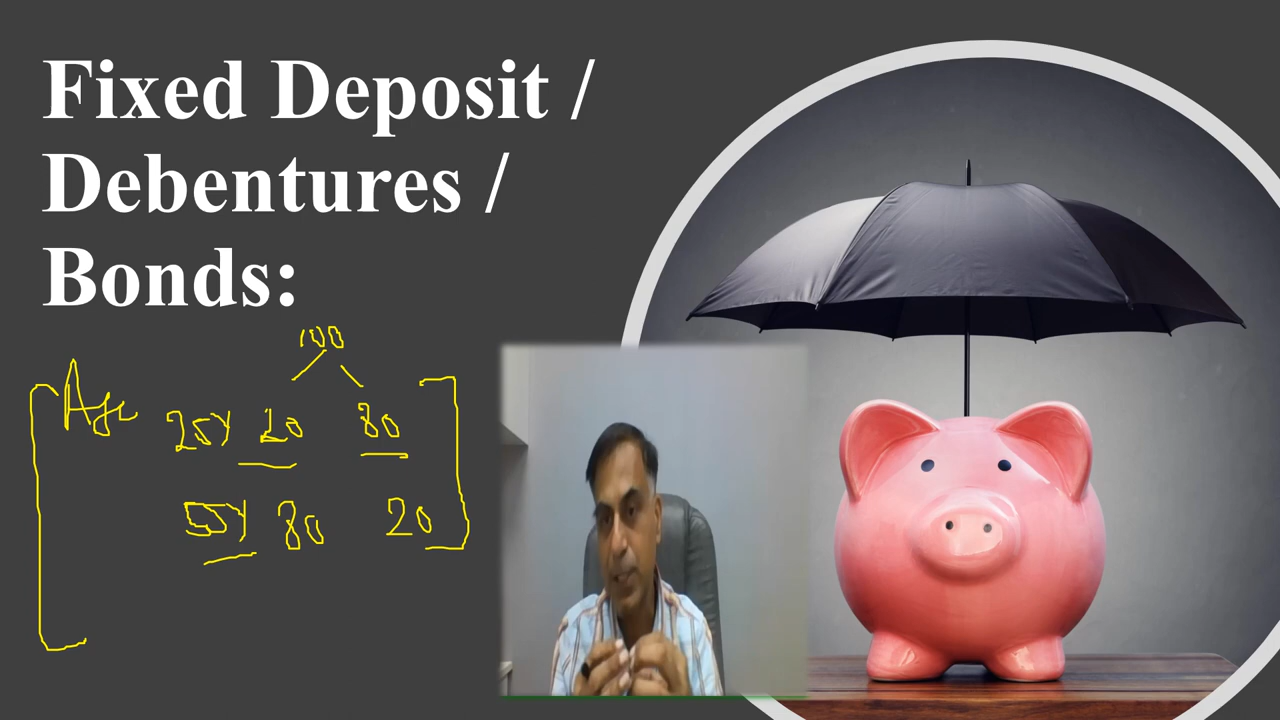 Fixed Deposit /
Debentures /
Bonds:
100
Age 25Y 20 80
55Y 80 20